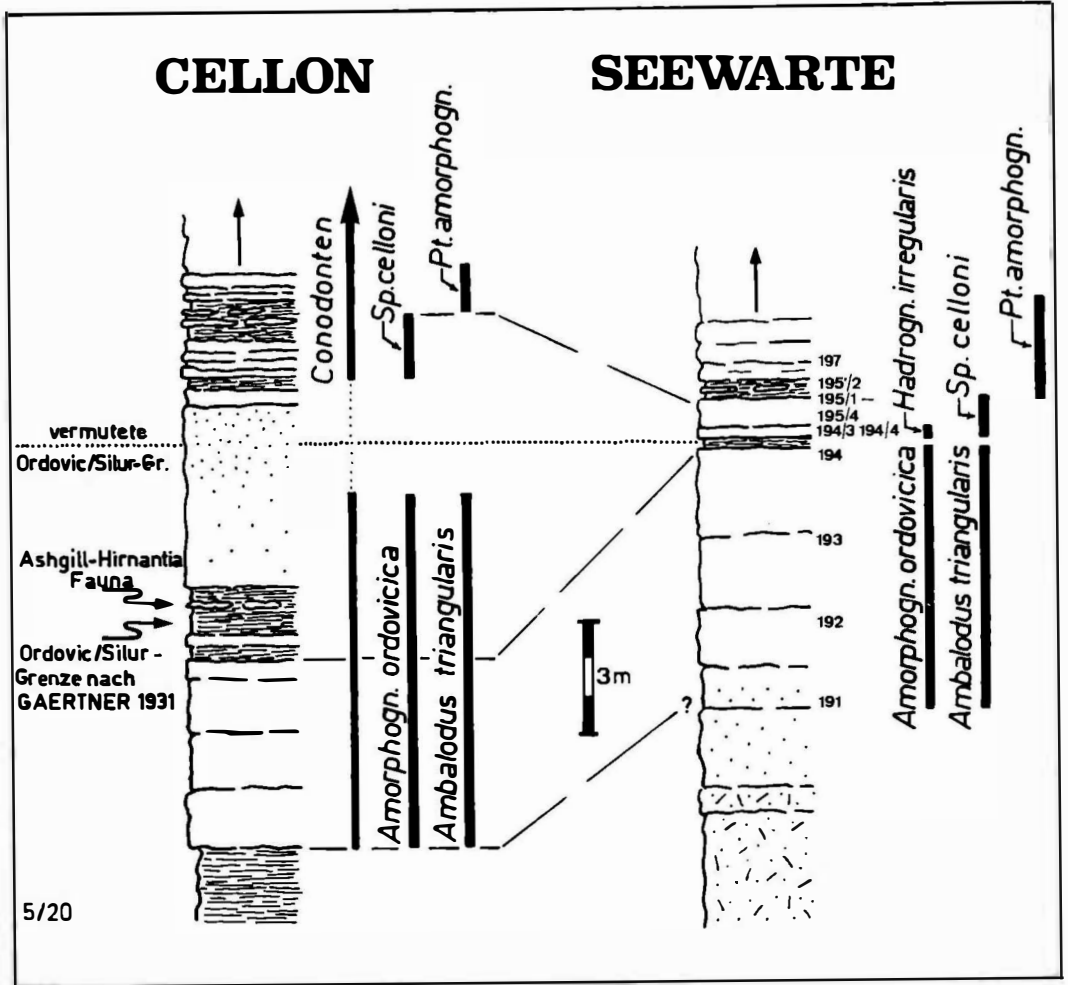 CELLON
SEEWARTE
Conodonten
Sp. celloni
Pt. amorphogn.
Hadrogn. irregularis
Sp. celloni
Pt. amorphogn.
vermutete
Ordovic/Silur-Gr.
Ashgill-Hirnantia
Fauna
Ordovic/Silur-
Grenze nach
GAERTNER 1931
Amorphogn. ordovicica
Ambalodus triangularis
3m
?
197
195/2
195/1
195/4
194/3 194/4
194
193
192
191
Amorphogn. ordovicica
Ambalodus triangularis
5/20